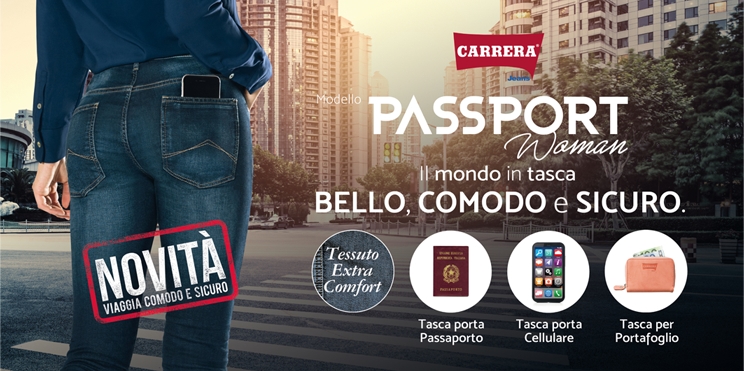 CARRERA®
Jeans
Modello PASSPORT
Woman
Il mondo in tasca
BELLO, COMODO e SICURO.
NOVITÀ
VIAGGIA COMODO E SICURO
Tessuto
Extra
Comfort
PASSAPORTO
Tasca porta
Passaporto
Tasca porta
Cellulare
Tasca per
Portafoglio